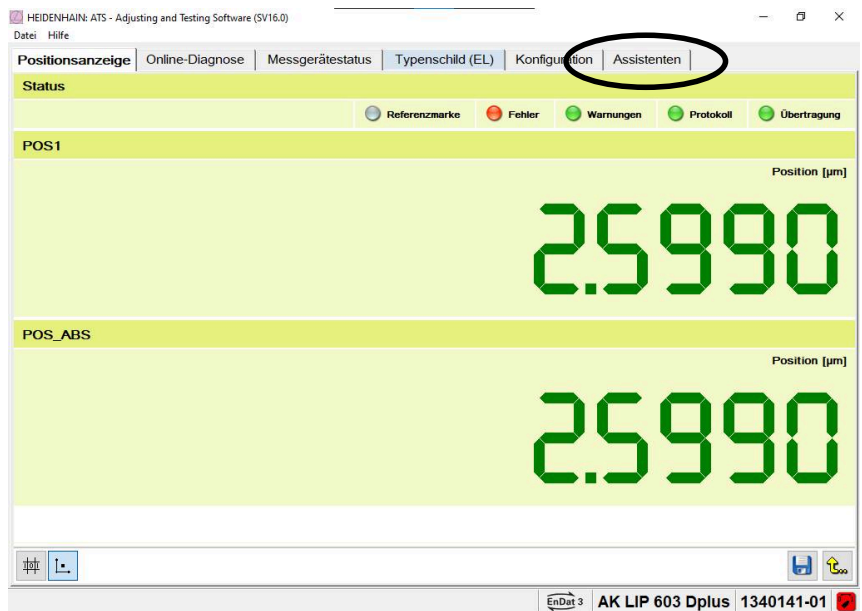 HEIDENHAIN: ATS - Adjusting and Testing Software (SV16.0)
Datei Hilfe
Positionsanzeige Online-Diagnose Messgerätestatus Typenschild (EL) Konfiguration Assistenten
Status
Referenzmarke Fehler Warnungen Protokoll Übertragung
POS1
Position [µm]
2.5990
POS_ABS
Position [µm]
2.5990
EnDat 3 AK LIP 603 Dplus 1340141-01